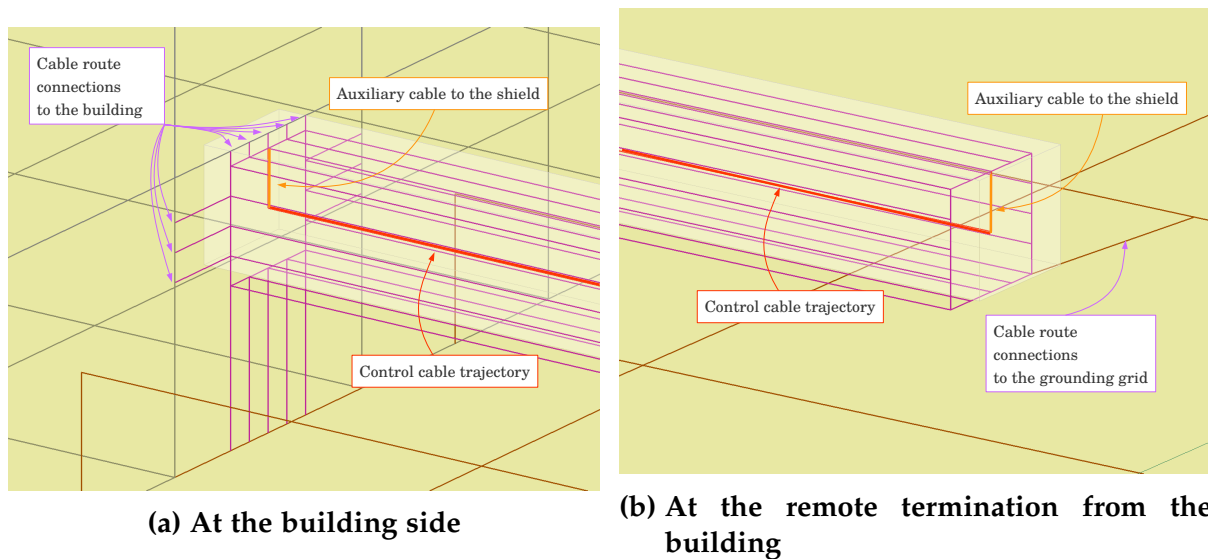 Cable route
connections
to the building
Auxiliary cable to the shield
Control cable trajectory
(a) At the building side
Auxiliary cable to the shield
Control cable trajectory
Cable route
connections
to the grounding grid
(b) At the remote termination from the
building